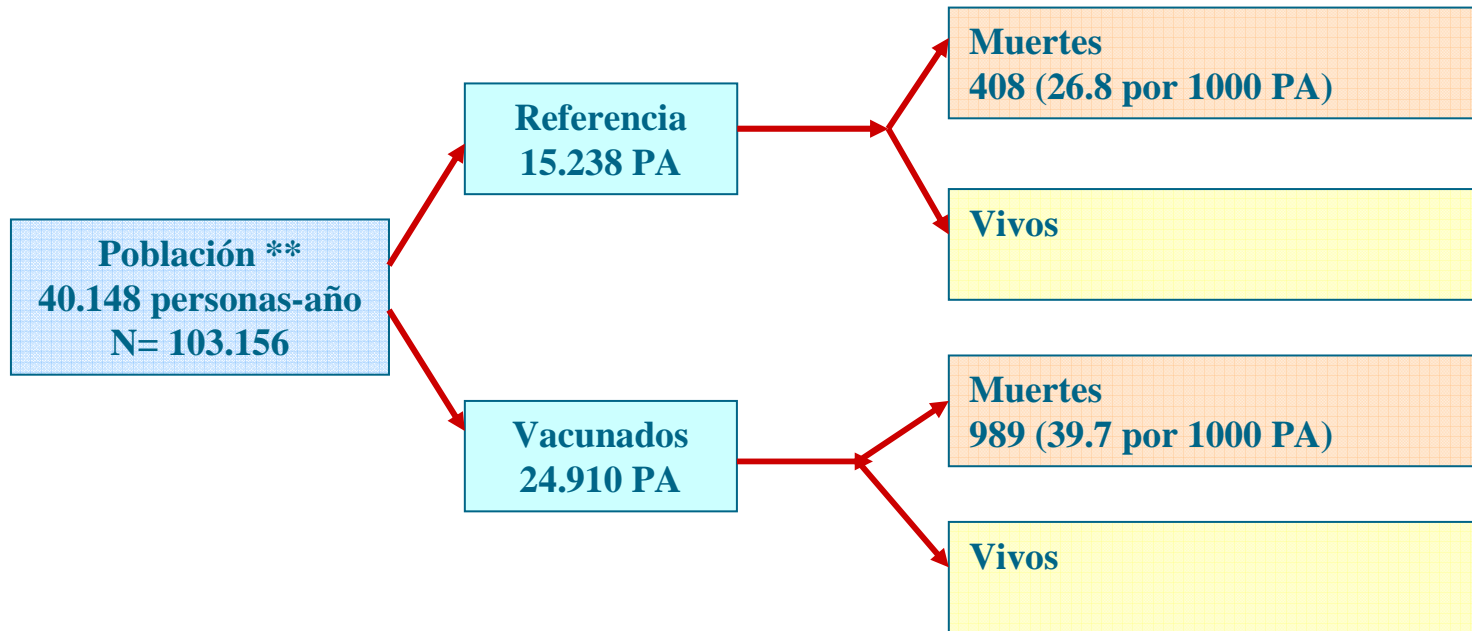 Población **
40.148 personas-año
N= 103.156
Referencia
15.238 PA
Vacunados
24.910 PA
Muertes
408 (26.8 por 1000 PA)
Vivos
Muertes
989 (39.7 por 1000 PA)
Vivos